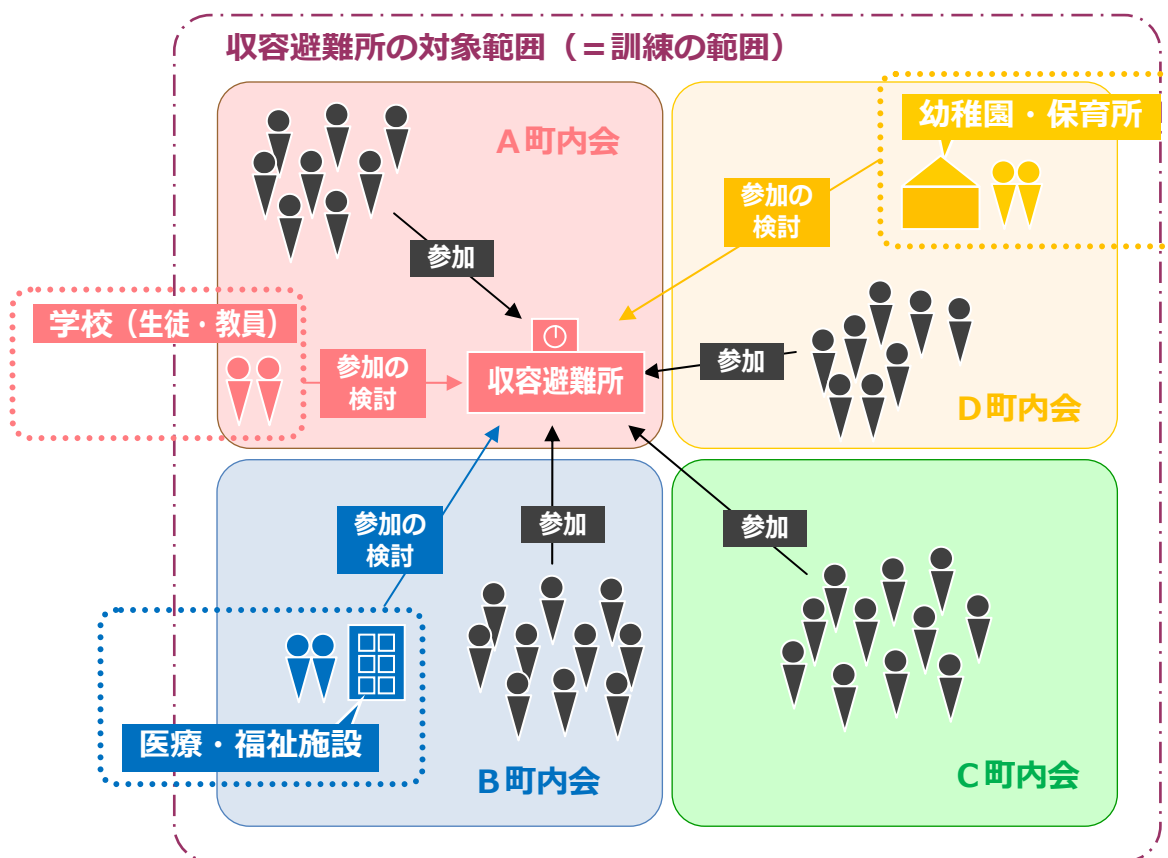 収容避難所の対象範囲（＝訓練の範囲）
A町内会
幼稚園・保育所
参加の
検討
参加
学校（生徒・教員）
参加の
検討
収容避難所
参加
D町内会
参加の
検討
参加
参加
医療・福祉施設
B町内会
C町内会